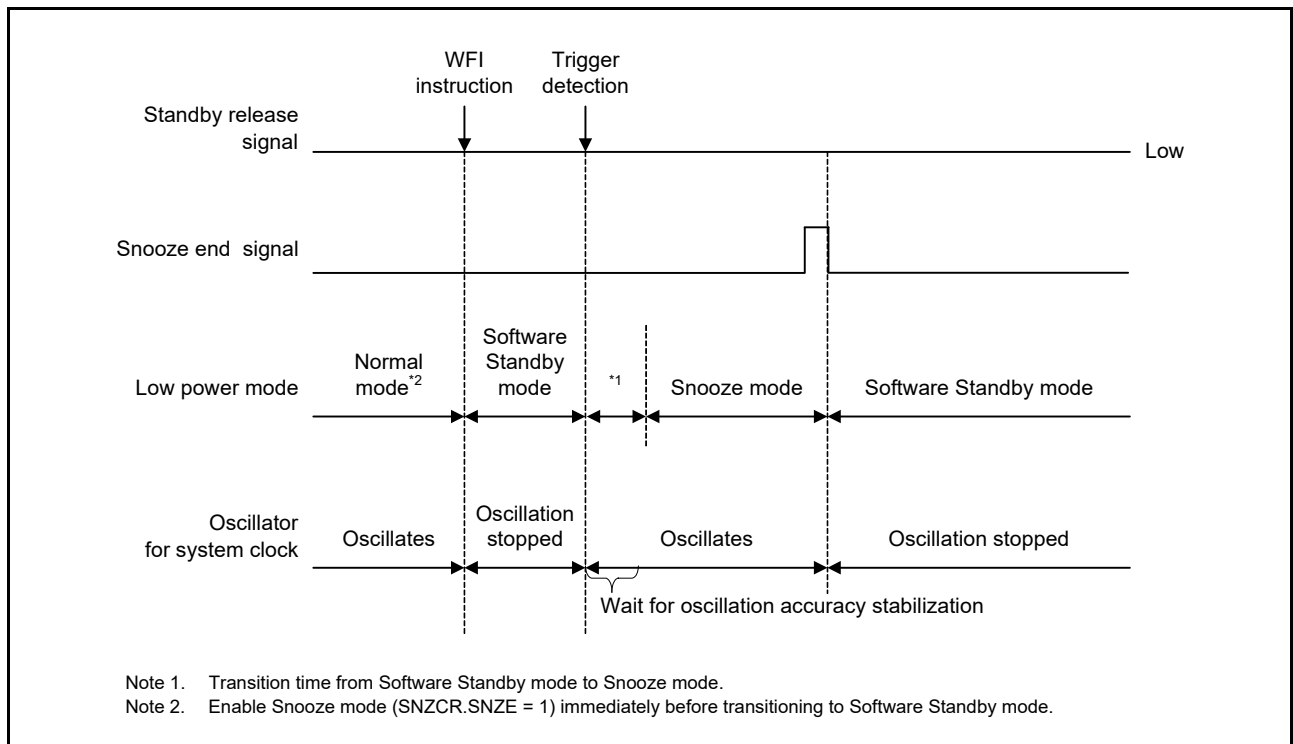 WFI
instruction
Trigger
detection
Standby release
signal
Low
Snooze end  signal
Low power mode
Normal
mode*2
Software
Standby
mode
*1
Snooze mode
Software Standby mode
Oscillator
for system clock
Oscillates
Oscillation
stopped
Oscillates
Oscillation stopped
Wait for oscillation accuracy stabilization
Note 1. Transition time from Software Standby mode to Snooze mode.
Note 2. Enable Snooze mode (SNZCR.SNZE = 1) immediately before transitioning to Software Standby mode.